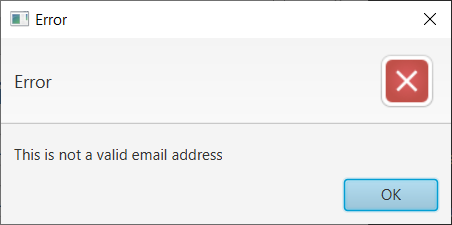 Error
Error
This is not a valid email address
OK